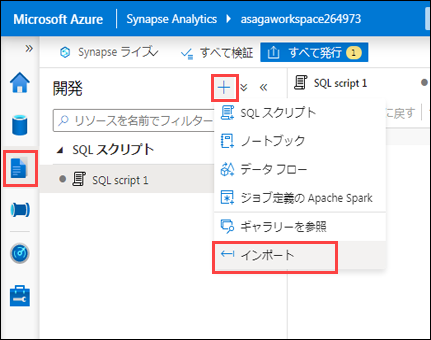 Microsoft Azure Synapse Analytics ▸ asagaworkspace264973
Synapse ライブ すべて検証 すべて発行 1
開発
SQL script 1
リソースを名前でフィルター
に戻す
SQL スクリプト
SQL script 1
SQL スクリプト
ノートブック
データ フロー
ジョブ定義の Apache Spark
ギャラリーを参照
インポート